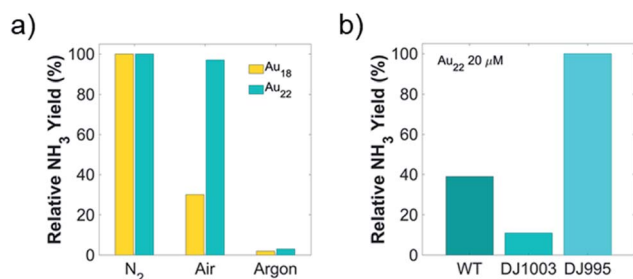 a)
Relative NH₃ Yield (%)
100
80
60
40
20
0
Au₁₈
Au₂₂
N₂
Air
Argon
b)
Relative NH₃ Yield (%)
100
80
60
40
20
0
Au₂₂ 20 μM
WT
DJ1003
DJ995